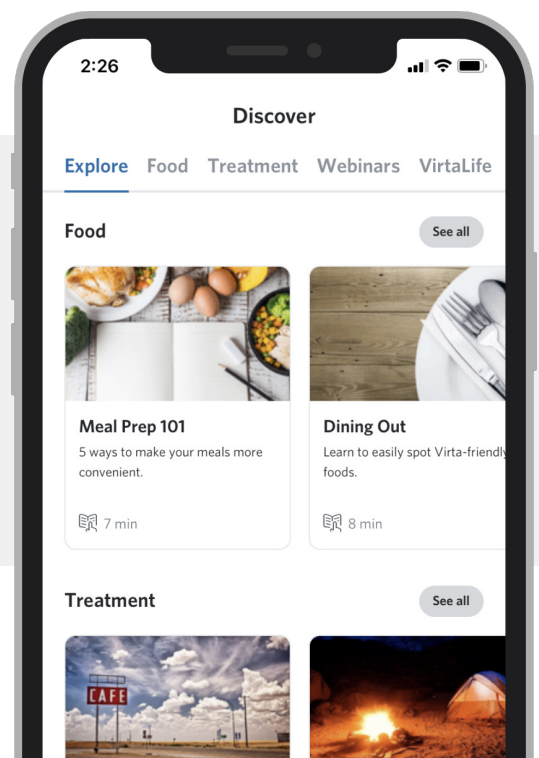 2:26
Discover
Explore Food Treatment Webinars VirtaLife
Food
See all
Meal Prep 101
5 ways to make your meals more
convenient.
7 min
Dining Out
Learn to easily spot Virta-friendly
foods.
8 min
Treatment
See all
CAFE